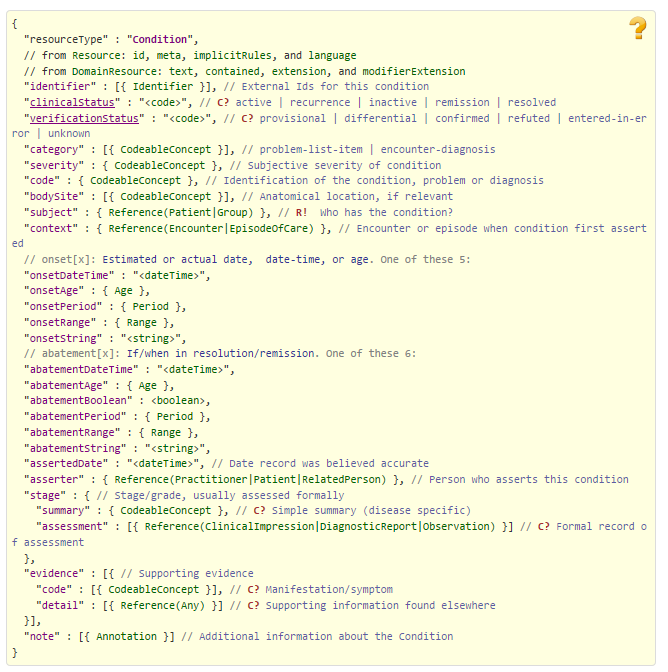 {
  "resourceType" : "Condition",
  // from Resource: id, meta, implicitRules, and language
  // from DomainResource: text, contained, extension, and modifierExtension
  "identifier" : [{ Identifier }], // External Ids for this condition
  "clinicalStatus" : "<code>", // C? active | recurrence | inactive | remission | resolved
  "verificationStatus" : "<code>", // C? provisional | differential | confirmed | refuted | entered-in-er
ror | unknown
  "category" : [{ CodeableConcept }], // problem-list-item | encounter-diagnosis
  "severity" : { CodeableConcept }, // Subjective severity of condition
  "code" : { CodeableConcept }, // Identification of the condition, problem or diagnosis
  "bodySite" : [{ CodeableConcept }], // Anatomical location, if relevant
  "subject" : { Reference(Patient|Group) }, // R!  Who has the condition?
  "context" : { Reference(Encounter|EpisodeOfCare) }, // Encounter or episode when condition first assert
ed
  // onset[x]: Estimated or actual date,  date-time, or age. One of these 5:
  "onsetDateTime" : "<dateTime>",
  "onsetAge" : { Age },
  "onsetPeriod" : { Period },
  "onsetRange" : { Range },
  "onsetString" : "<string>",
  // abatement[x]: If/when in resolution/remission. One of these 6:
  "abatementDateTime" : "<dateTime>",
  "abatementAge" : { Age },
  "abatementBoolean" : <boolean>,
  "abatementPeriod" : { Period },
  "abatementRange" : { Range },
  "abatementString" : "<string>",
  "assertedDate" : "<dateTime>", // Date record was believed accurate
  "asserter" : { Reference(Practitioner|Patient|RelatedPerson) }, // Person who asserts this condition
  "stage" : { // Stage/grade, usually assessed formally
    "summary" : { CodeableConcept }, // C? Simple summary (disease specific)
    "assessment" : [{ Reference(ClinicalImpression|DiagnosticReport|Observation) }] // C? Formal record o
f assessment
  },
  "evidence" : [{ // Supporting evidence
    "code" : [{ CodeableConcept }], // C? Manifestation/symptom
    "detail" : [{ Reference(Any) }] // C? Supporting information found elsewhere
  }],
  "note" : [{ Annotation }] // Additional information about the Condition
}